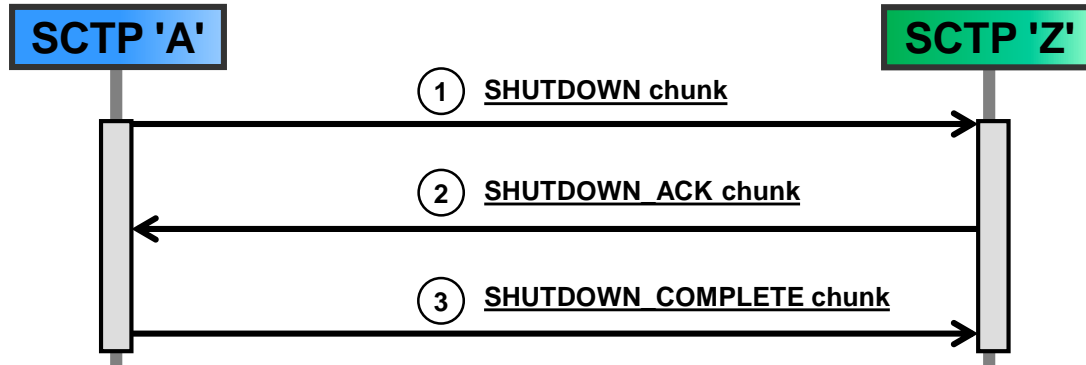 SCTP 'A'
SCTP 'Z'
1 SHUTDOWN chunk
2 SHUTDOWN_ACK chunk
3 SHUTDOWN_COMPLETE chunk